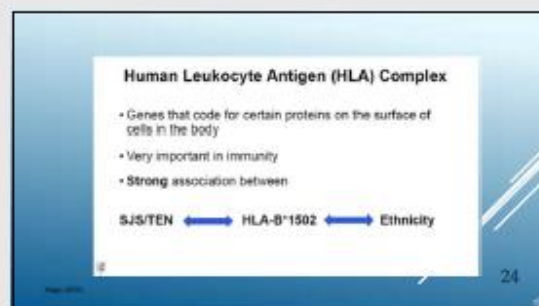 Human Leukocyte Antigen (HLA) Complex
• Genes that code for certain proteins on the surface of
cells in the body
• Very important in immunity
• Strong association between
SJS/TEN HLA-B*1502 Ethnicity
24